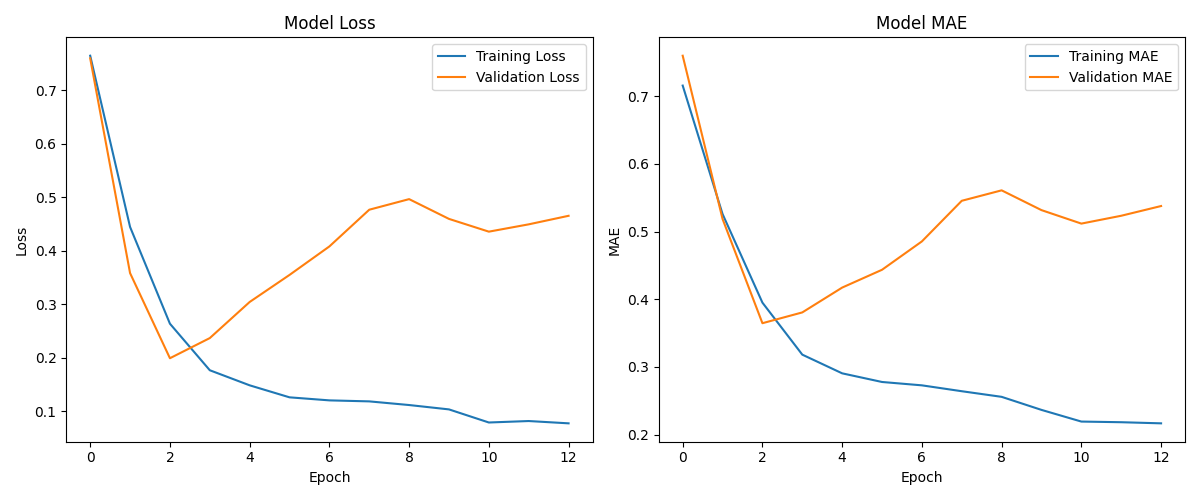 Model Loss
Training Loss
Validation Loss
Loss
0.7
0.6
0.5
0.4
0.3
0.2
0.1
0 2 4 6 8 10 12
Epoch
Model MAE
Training MAE
Validation MAE
MAE
0.7
0.6
0.5
0.4
0.3
0.2
0 2 4 6 8 10 12
Epoch